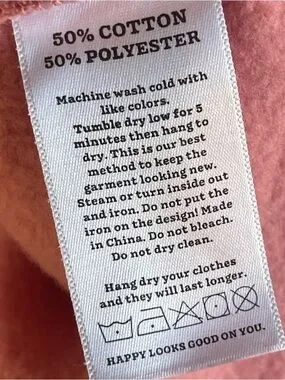 50% COTTON
50% POLYESTER
Machine wash cold with
like colors.
Tumble dry low for 5
minutes then hang to
dry. This is our best
method to keep the
garment looking new.
Steam or turn inside out
and iron. Do not put the
iron on the design! Made
in China. Do not bleach.
Do not dry clean.
Hang dry your clothes
and they will last longer.
HAPPY LOOKS GOOD ON YOU.